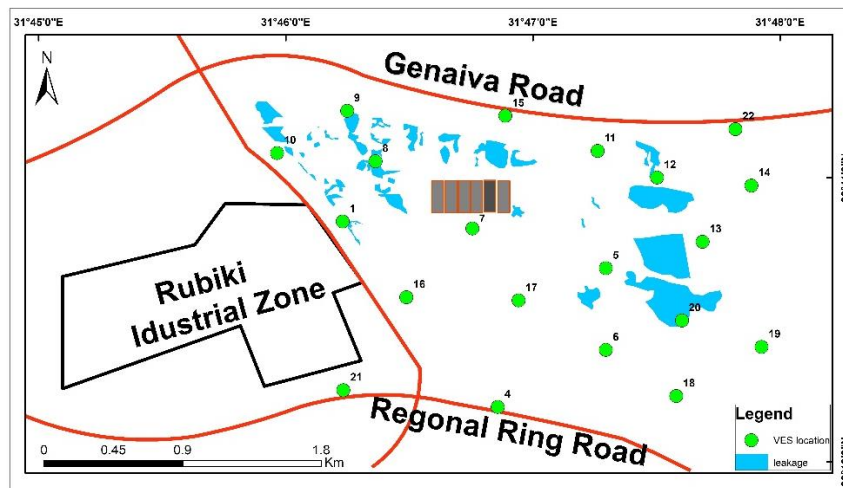 31°45'0"E 31°46'0"E 31°47'0"E 31°48'0"E
N
Genaiva Road
9
15
22
10
8
11
12
14
1
7
13
5
Rubiki
Idustrial Zone
16
17
20
6
19
21
4
18
Regonal Ring Road
Legend
VES location
leakage
0 0.45 0.9 1.8
Km